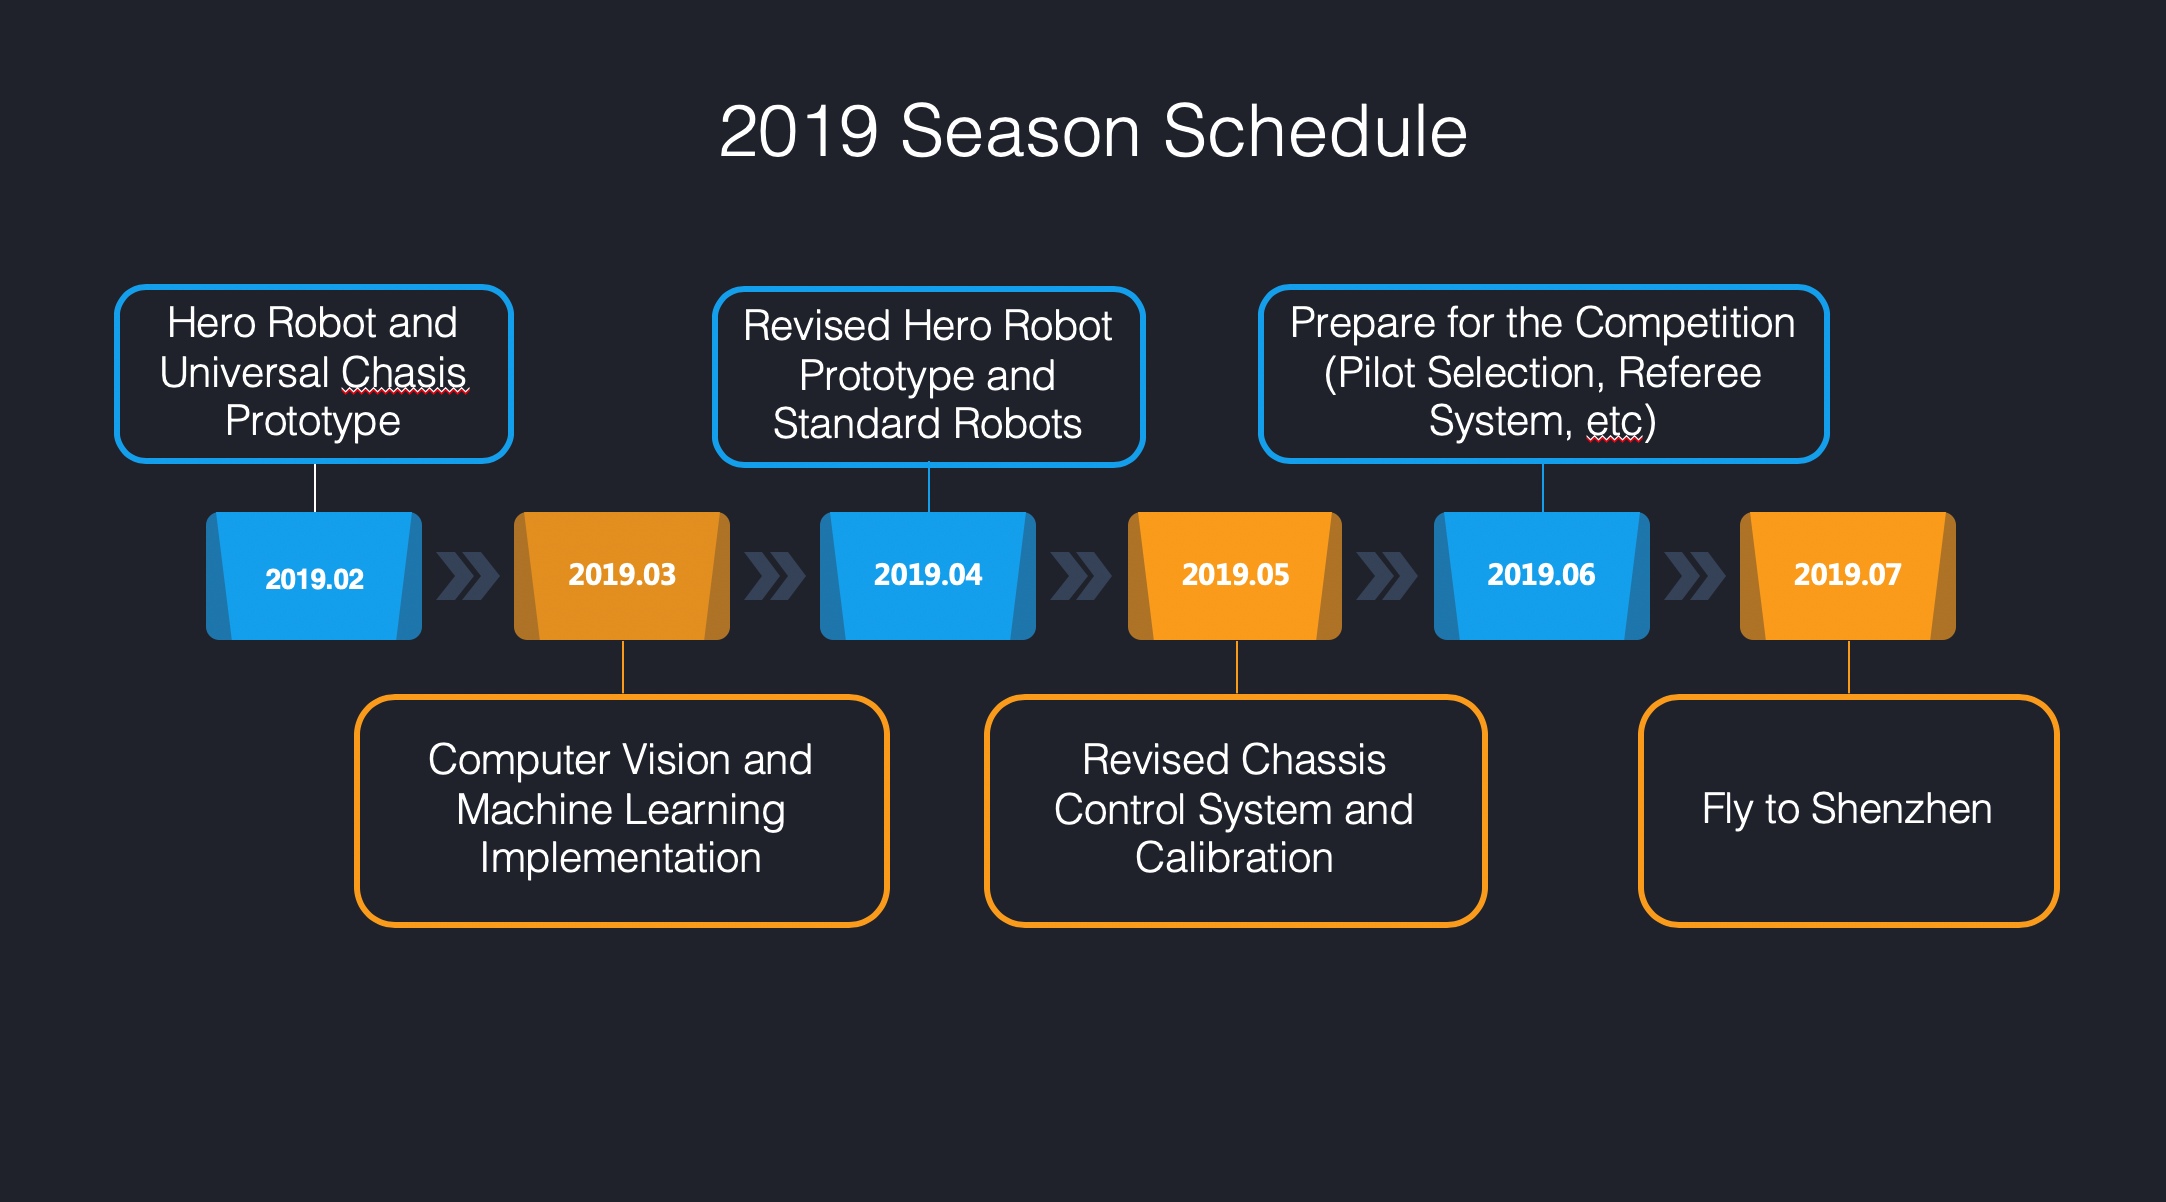 2019 Season Schedule
Hero Robot and
Universal Chasis
Prototype
Revised Hero Robot
Prototype and
Standard Robots
Prepare for the Competition
(Pilot Selection, Referee
System, etc)
2019.02
2019.03
2019.04
2019.05
2019.06
2019.07
Computer Vision and
Machine Learning
Implementation
Revised Chassis
Control System and
Calibration
Fly to Shenzhen